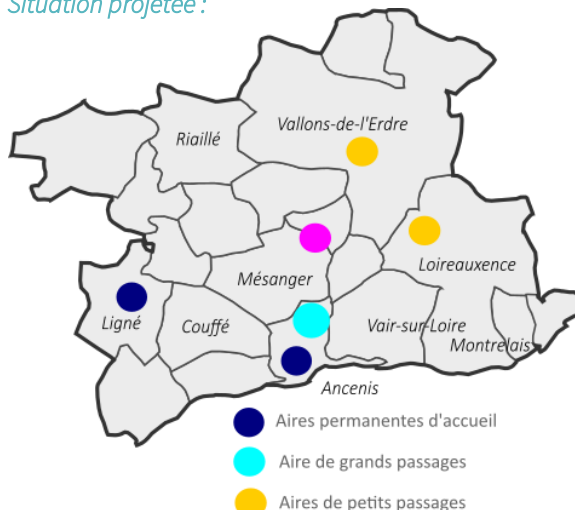 Situation projetée :
Vallons-de-l'Erdre
Riaillé
Loireauxence
Mésanger
Ligné
Couffé
Vair-sur-Loire
Montrelais
Ancenis
Aires permanentes d'accueil
Aire de grands passages
Aires de petits passages